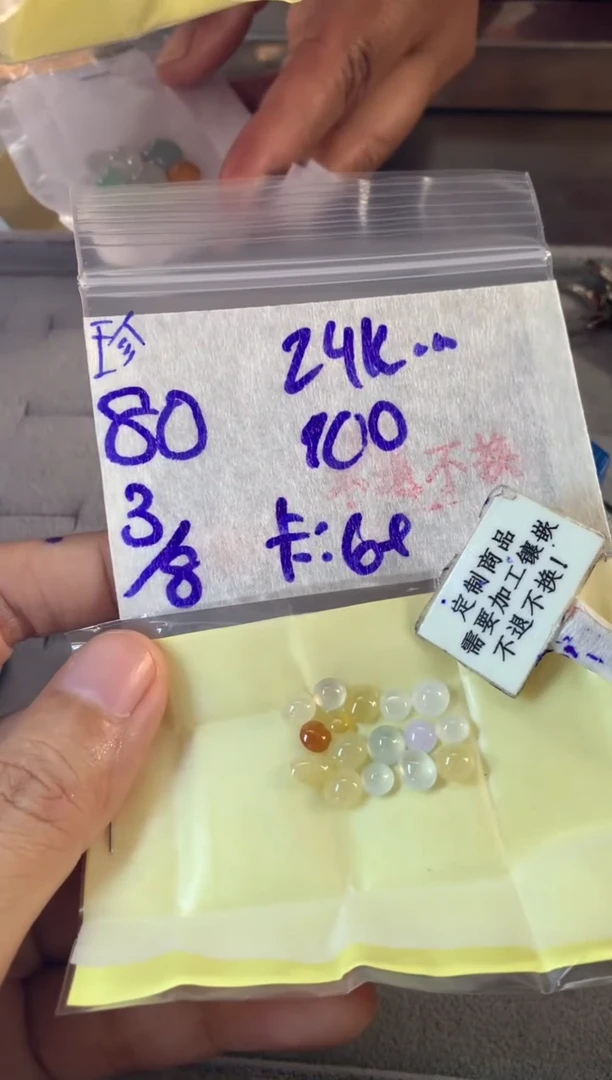 珍
24K..
80
100
不退不换
3/8
卡:68
定制商品
需要加工镶嵌
不退不换!